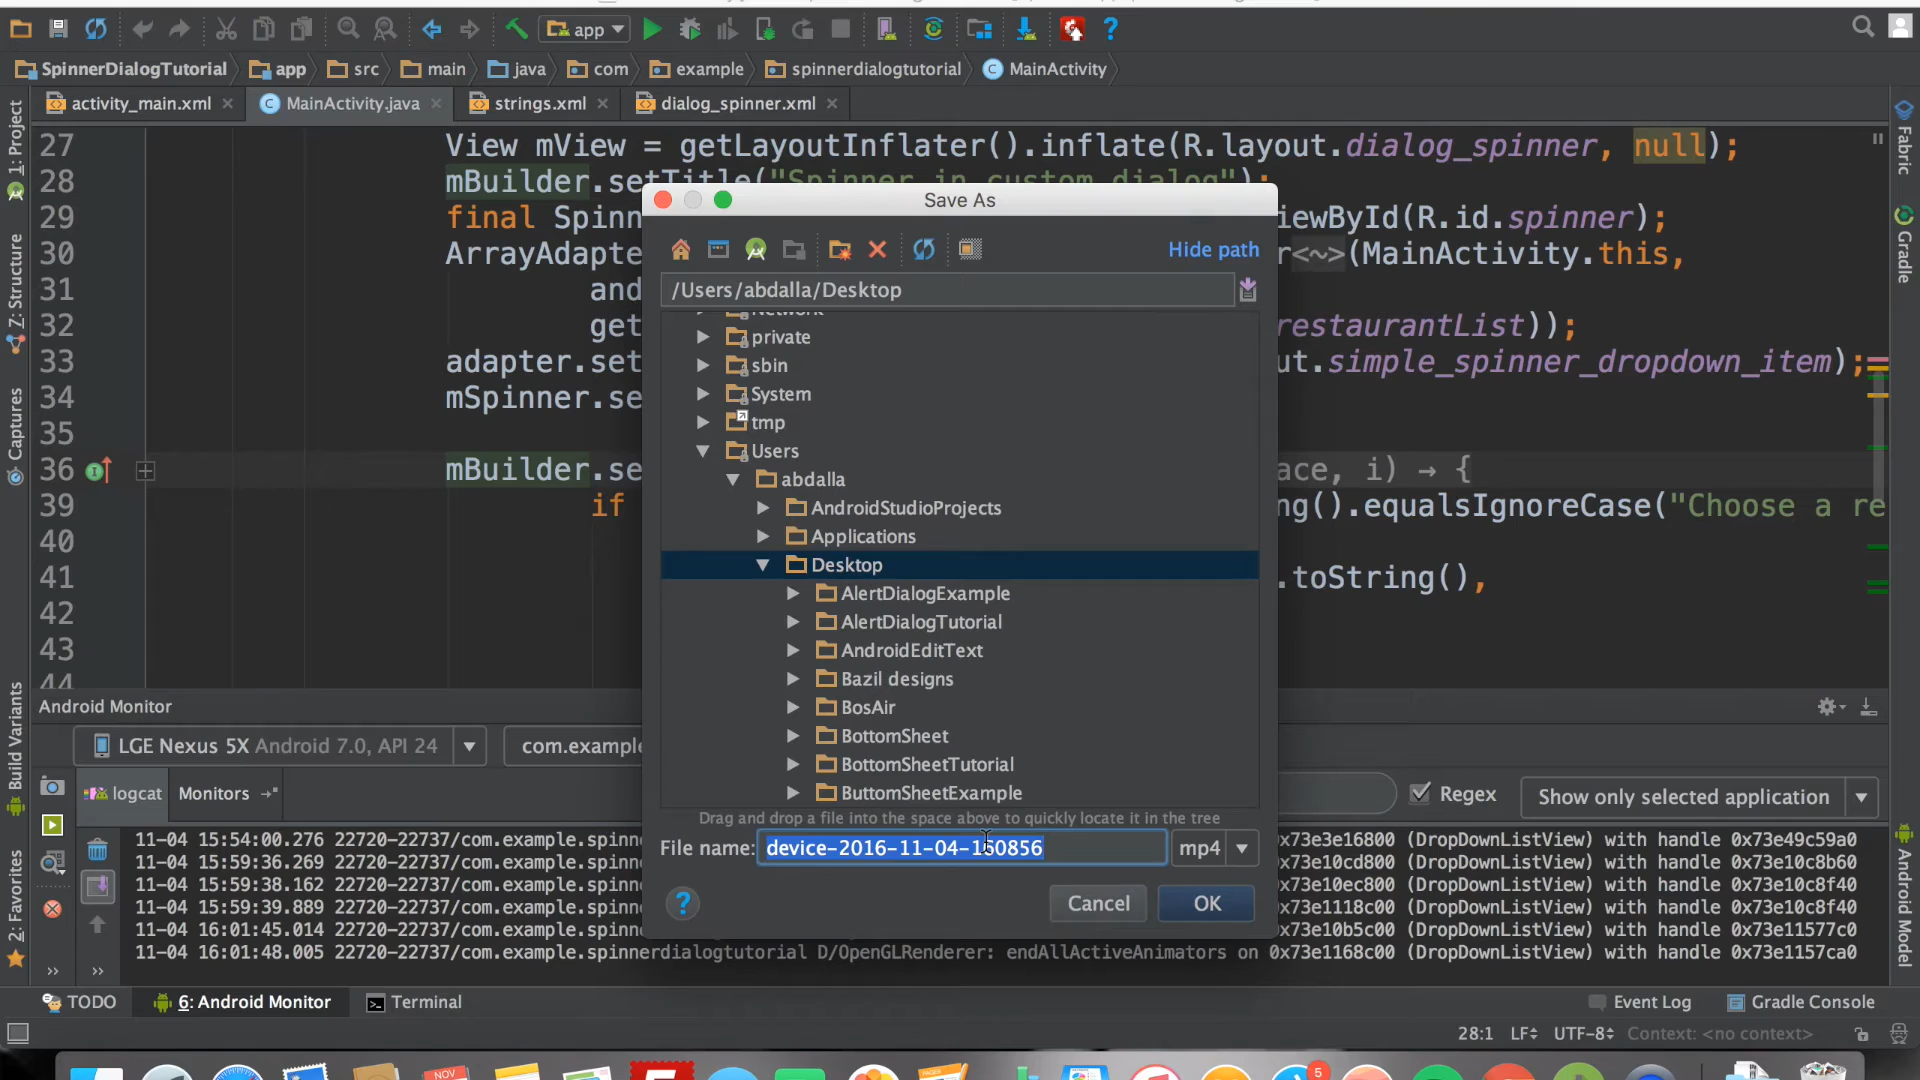 app
SpinnerDialogTutorial app src main java com example spinnerdialogtutorial MainActivity
activity_main.xml MainActivity.java strings.xml dialog_spinner.xml
27 View mView = getLayoutInflater().inflate(R.layout.dialog_spinner, null);
28 mBuilder.setTitle("Spinner in custom dialog");
29 final Spinn iewById(R.id.spinner);
30 ArrayAdapte r<~>(MainActivity.this,
31 and
32 get restaurantList));
33 adapter.set ut.simple_spinner_dropdown_item);
34 mSpinner.se
35
36 mBuilder.se ace, i) → {
39 if ng().equalsIgnoreCase("Choose a re
40
41 .toString(),
42
43
44
1: Project
7: Structure
Captures
Build Variants
2: Favorites
Fabric
Gradle
Android Model
Save As
Hide path
/Users/abdalla/Desktop
Network
private
sbin
System
tmp
Users
abdalla
AndroidStudioProjects
Applications
Desktop
AlertDialogExample
AlertDialogTutorial
AndroidEditText
Bazil designs
BosAir
BottomSheet
BottomSheetTutorial
ButtomSheetExample
Drag and drop a file into the space above to quickly locate it in the tree
File name: device-2016-11-04-160856 mp4
? Cancel OK
Android Monitor
LGE Nexus 5X Android 7.0, API 24 com.example
logcat Monitors Regex Show only selected application
11-04 15:54:00.276 22720-22737/com.example.spinn x73e3e16800 (DropDownListView) with handle 0x73e49c59a0
11-04 15:59:36.269 22720-22737/com.example.spinn x73e10cd800 (DropDownListView) with handle 0x73e10c8b60
11-04 15:59:38.162 22720-22737/com.example.spinn x73e10ec800 (DropDownListView) with handle 0x73e10c8f40
11-04 15:59:39.889 22720-22737/com.example.spinn x73e1118c00 (DropDownListView) with handle 0x73e10c8f40
11-04 16:01:45.014 22720-22737/com.example.spinn x73e10b5c00 (DropDownListView) with handle 0x73e11577c0
11-04 16:01:48.005 22720-22737/com.example.spinnerdialogtutorial D/OpenGLRenderer: endAllActiveAnimators on 0x73e1168c00 (DropDownListView) with handle 0x73e1157ca0
TODO 6: Android Monitor Terminal Event Log Gradle Console
28:1 LF UTF-8 Context: <no context>
NOV 5
PAGES